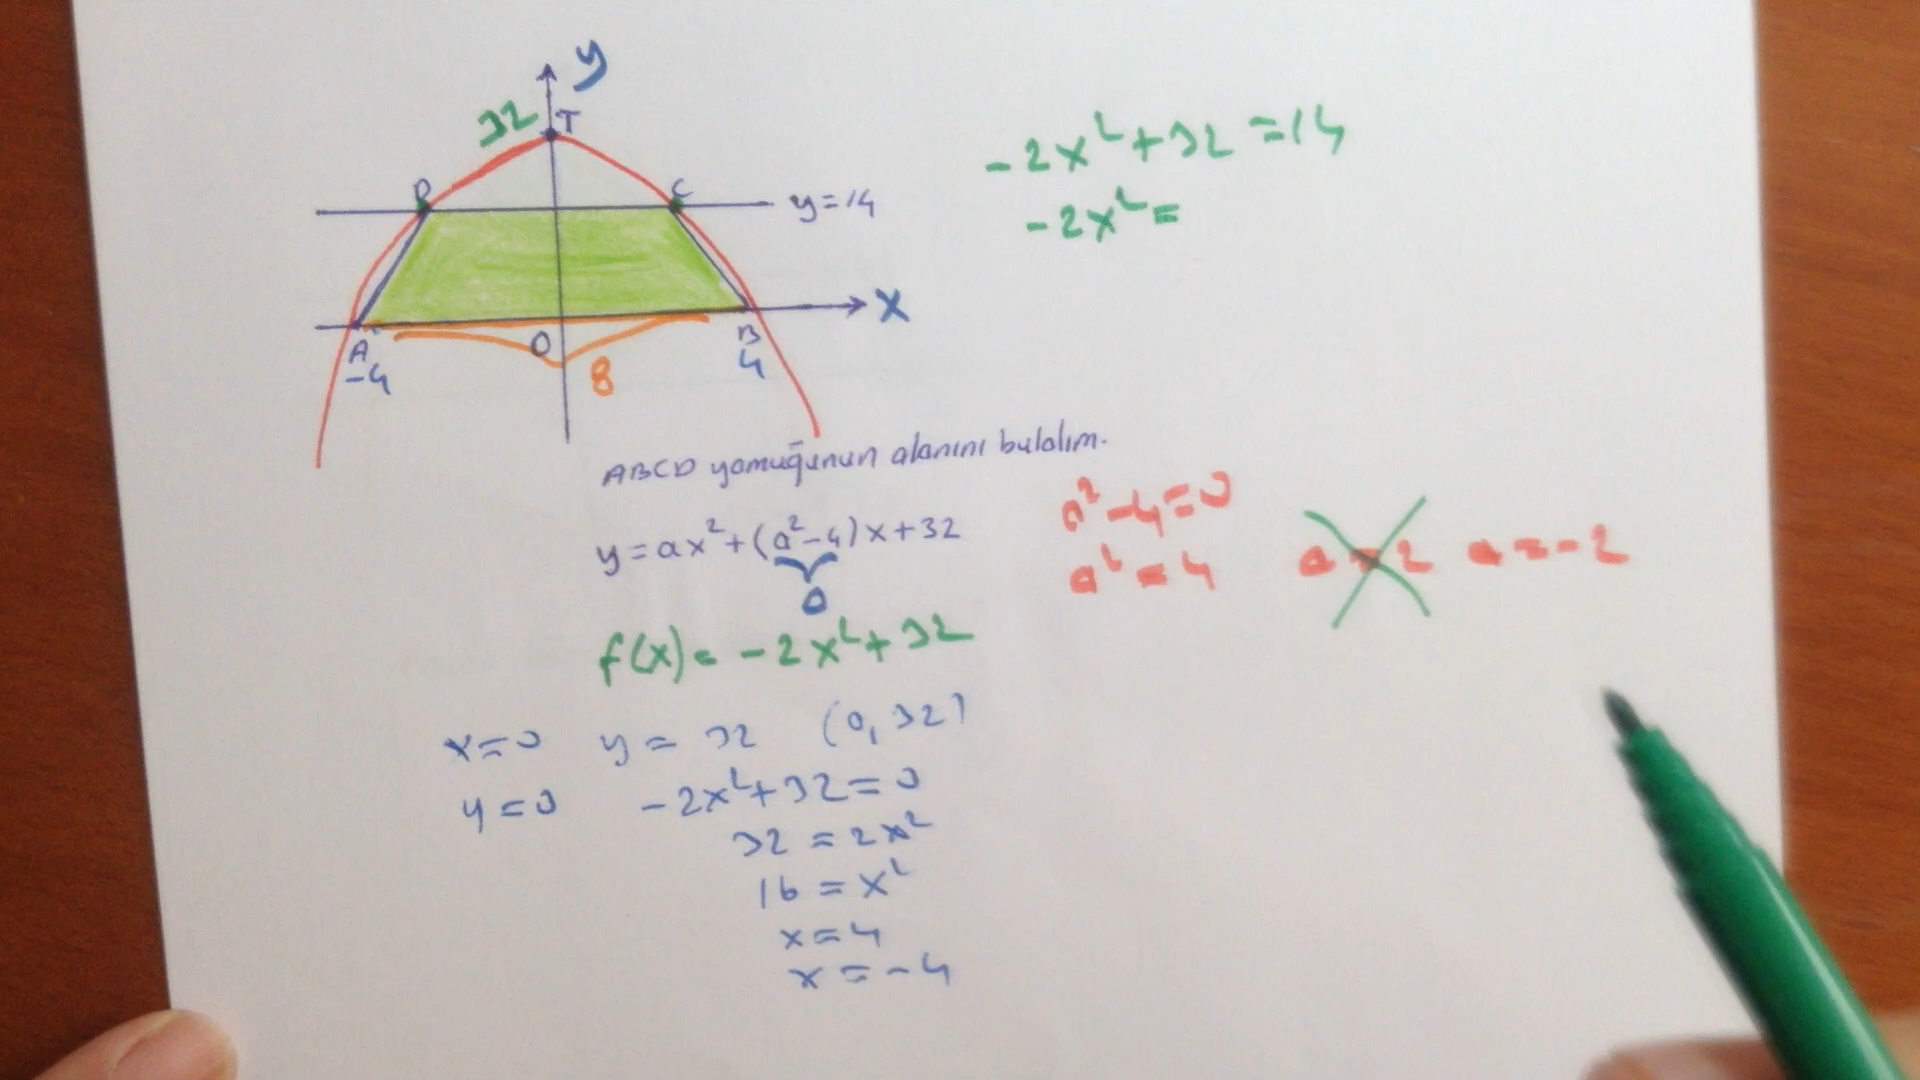 y
32 T
D C
y=14
x
A O B
-4 8 4
-2x²+32=14
-2x²=
ABCD yamuğunun alanını bulalım.
y=ax²+(a²-4)x+32
0
a²-4=0
a²=4 a=2 a=-2
f(x)=-2x²+32
x=0 y=32 (0,32)
y=0 -2x²+32=0
32=2x²
16=x²
x=4
x=-4